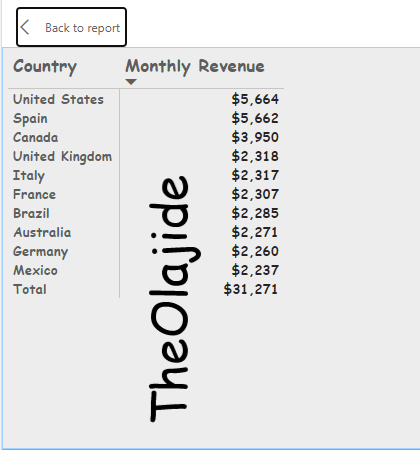 Back to report
Country Monthly Revenue
United States $5,664
Spain $5,662
Canada $3,950
United Kingdom $2,318
Italy $2,317
France $2,307
Brazil $2,285
Australia $2,271
Germany $2,260
Mexico $2,237
Total $31,271
TheOlajide